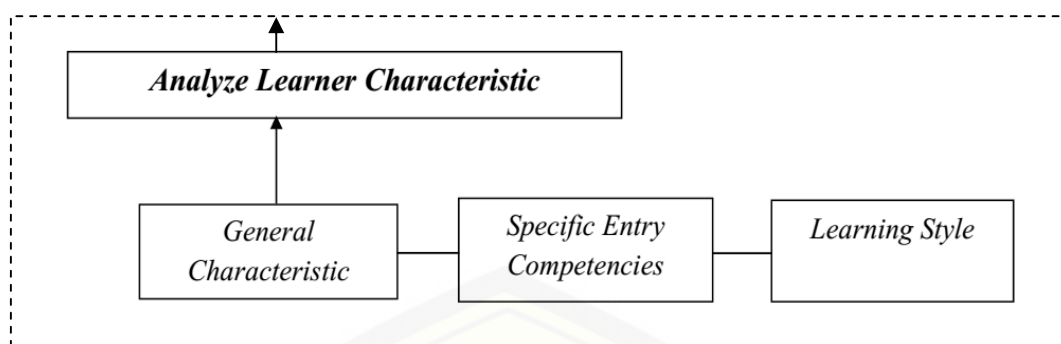 Analyze Learner Characteristic
General
Characteristic
Specific Entry
Competencies
Learning Style